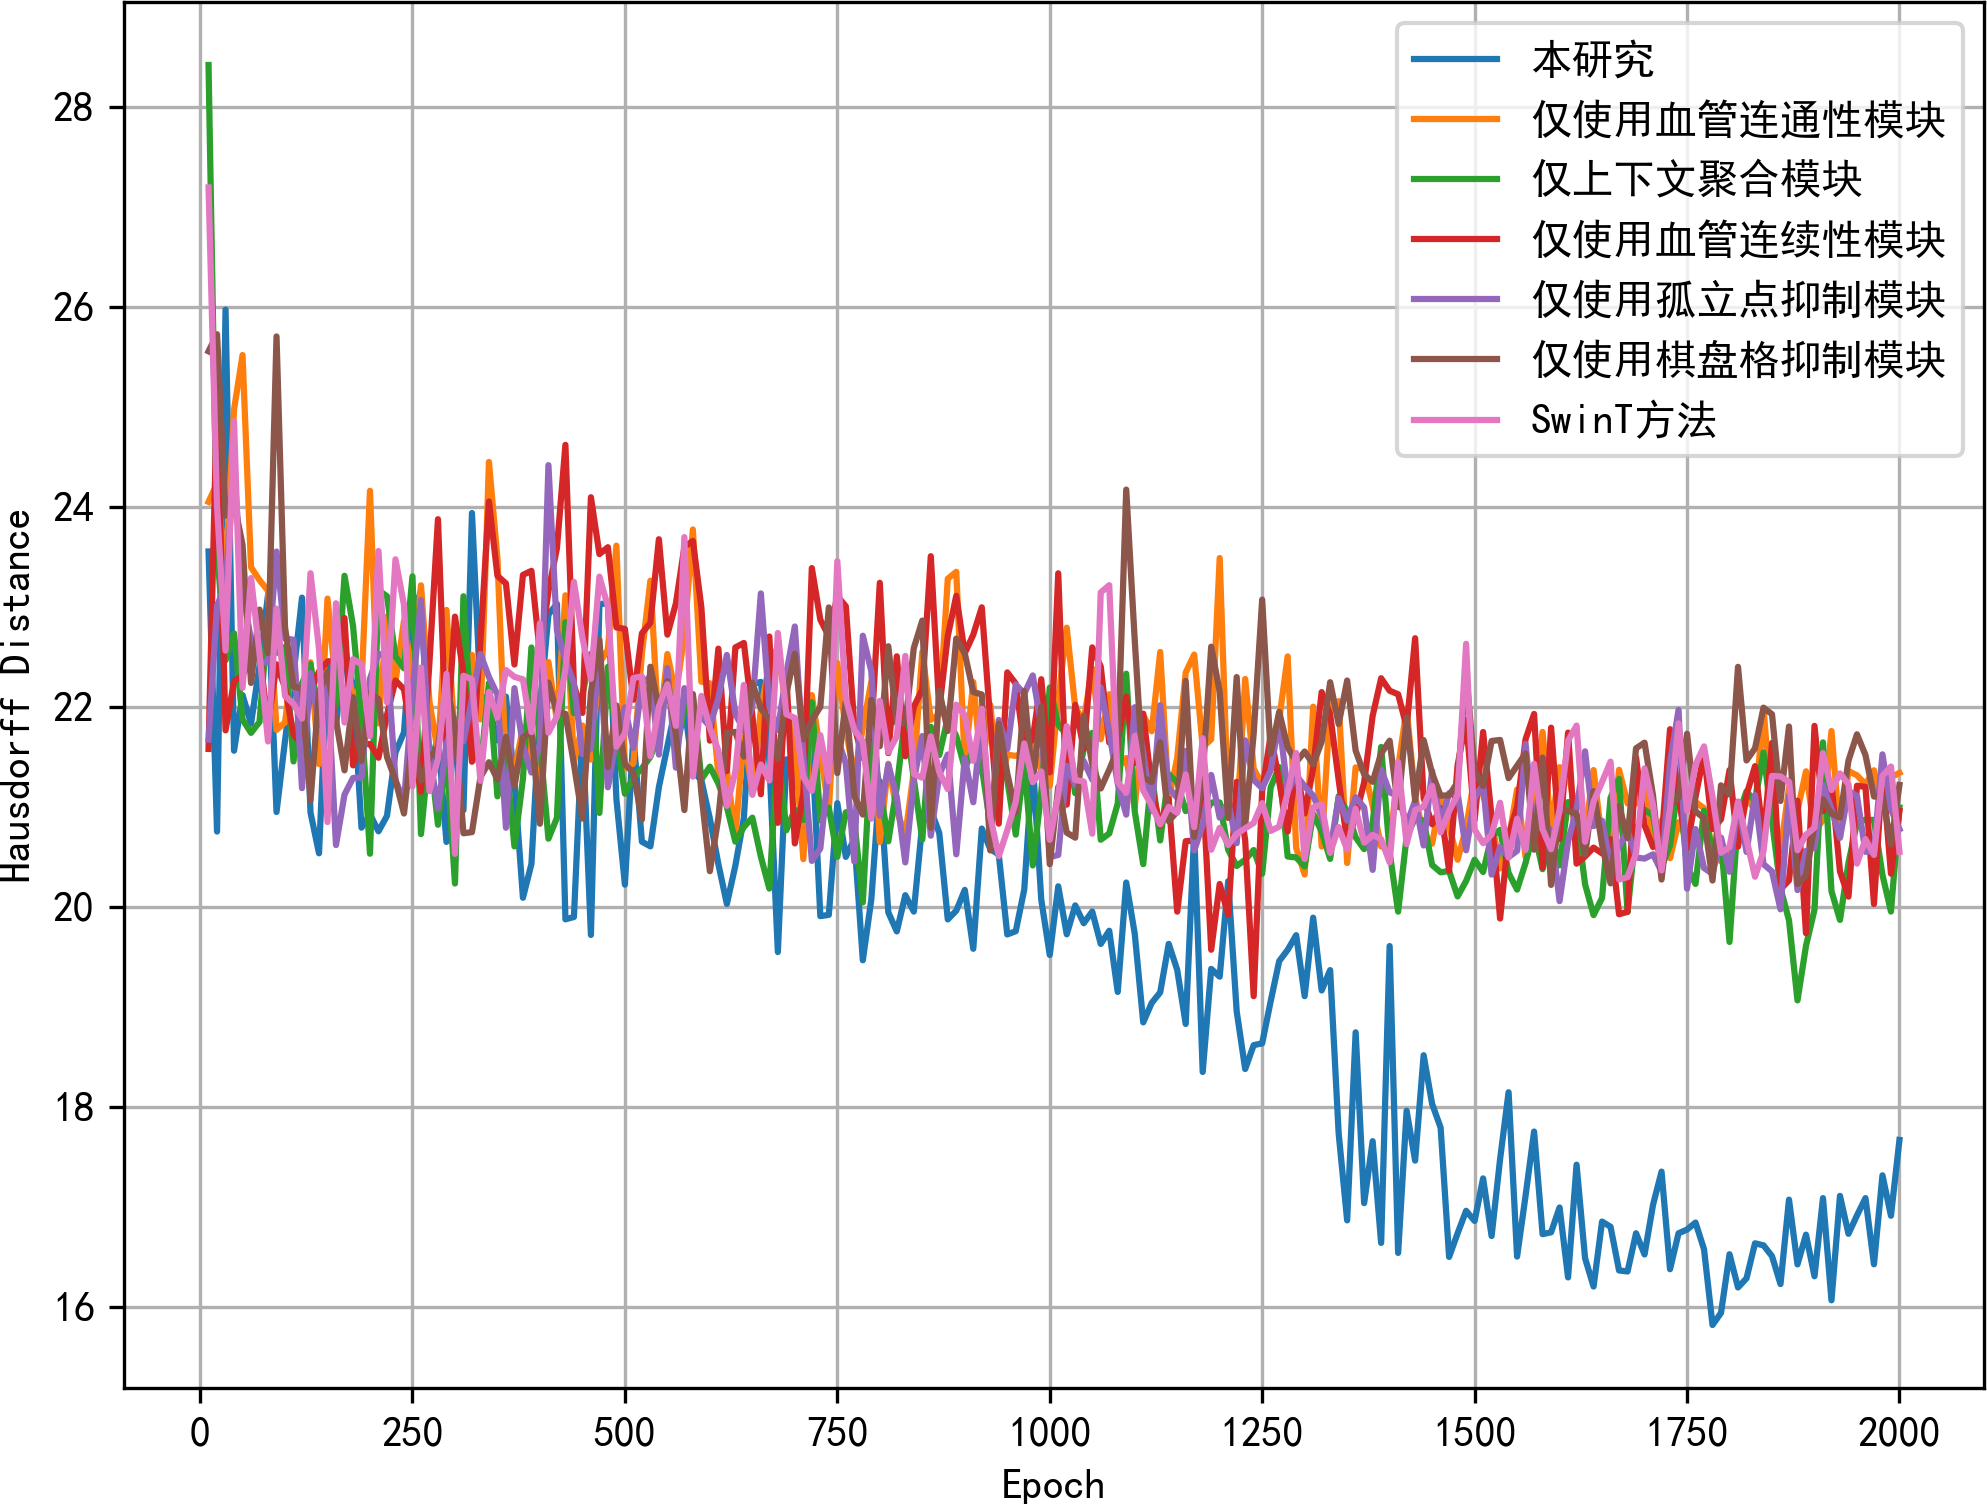 本研究
仅使用血管连通性模块
仅上下文聚合模块
仅使用血管连续性模块
仅使用孤立点抑制模块
仅使用棋盘格抑制模块
SwinT方法
Hausdorff Distance
28
26
24
22
20
18
16
0 250 500 750 1000 1250 1500 1750 2000
Epoch